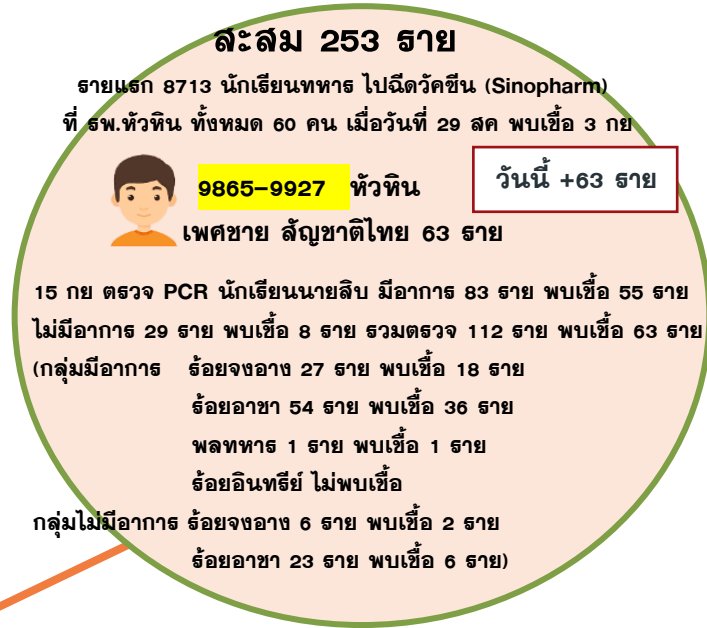 สะสม 253 ราย
รายแรก 8713 นักเรียนทหาร ไปฉีดวัคซีน (Sinopharm)
ที่ รพ.หัวหิน ทั้งหมด 60 คน เมื่อวันที่ 29 สค พบเชื้อ 3 กย
9865-9927 หัวหิน
วันนี้ +63 ราย
เพศชาย สัญชาติไทย 63 ราย
15 กย ตรวจ PCR นักเรียนนายสิบ มีอาการ 83 ราย พบเชื้อ 55 ราย
ไม่มีอาการ 29 ราย พบเชื้อ 8 ราย รวมตรวจ 112 ราย พบเชื้อ 63 ราย
(กลุ่มมีอาการ ร้อยจงอาง 27 ราย พบเชื้อ 18 ราย
ร้อยอาชา 54 ราย พบเชื้อ 36 ราย
พลทหาร 1 ราย พบเชื้อ 1 ราย
ร้อยอินทรีย์ ไม่พบเชื้อ
กลุ่มไม่มีอาการ ร้อยจงอาง 6 ราย พบเชื้อ 2 ราย
ร้อยอาชา 23 ราย พบเชื้อ 6 ราย)